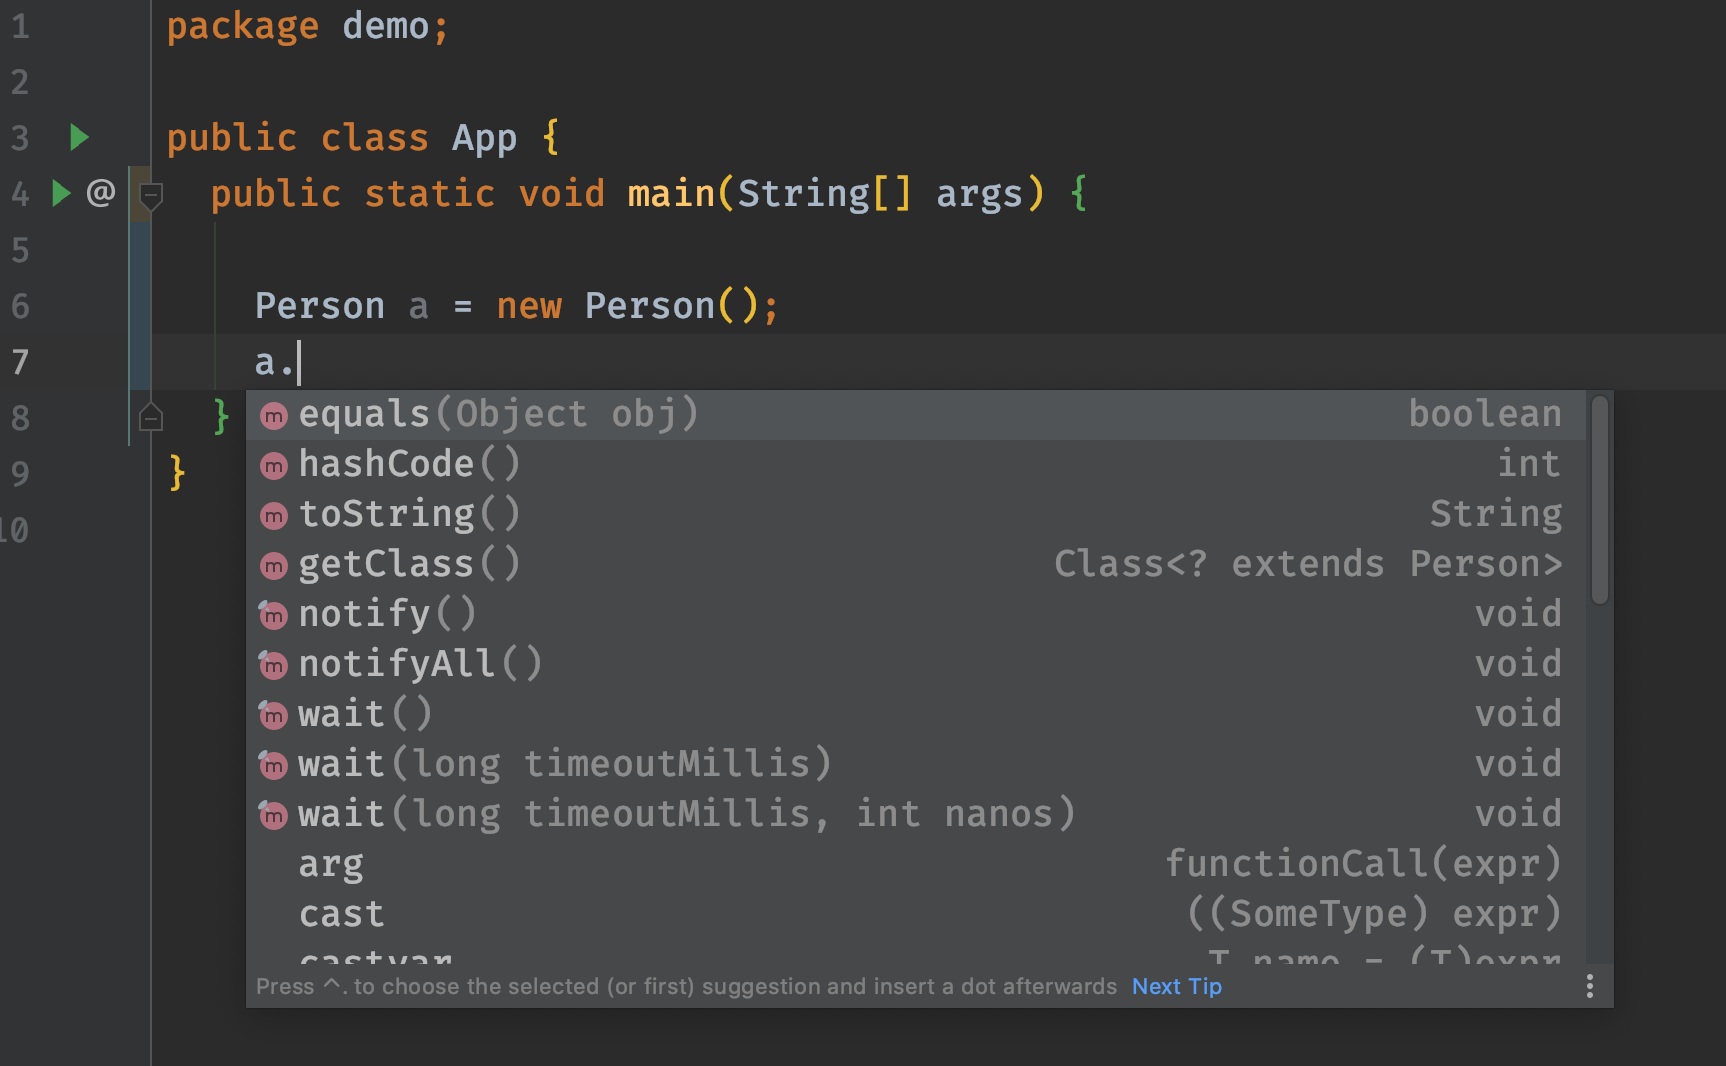 1 package demo;
2
3 public class App {
4 @ public static void main(String[] args) {
5
6 Person a = new Person();
7 a.
8 }
9 }
10
equals(Object obj) boolean
hashCode() int
toString() String
getClass() Class<? extends Person>
notify() void
notifyAll() void
wait() void
wait(long timeoutMillis) void
wait(long timeoutMillis, int nanos) void
arg functionCall(expr)
cast ((SomeType) expr)
castvar T name = (T)expr
Press ^. to choose the selected (or first) suggestion and insert a dot afterwards Next Tip